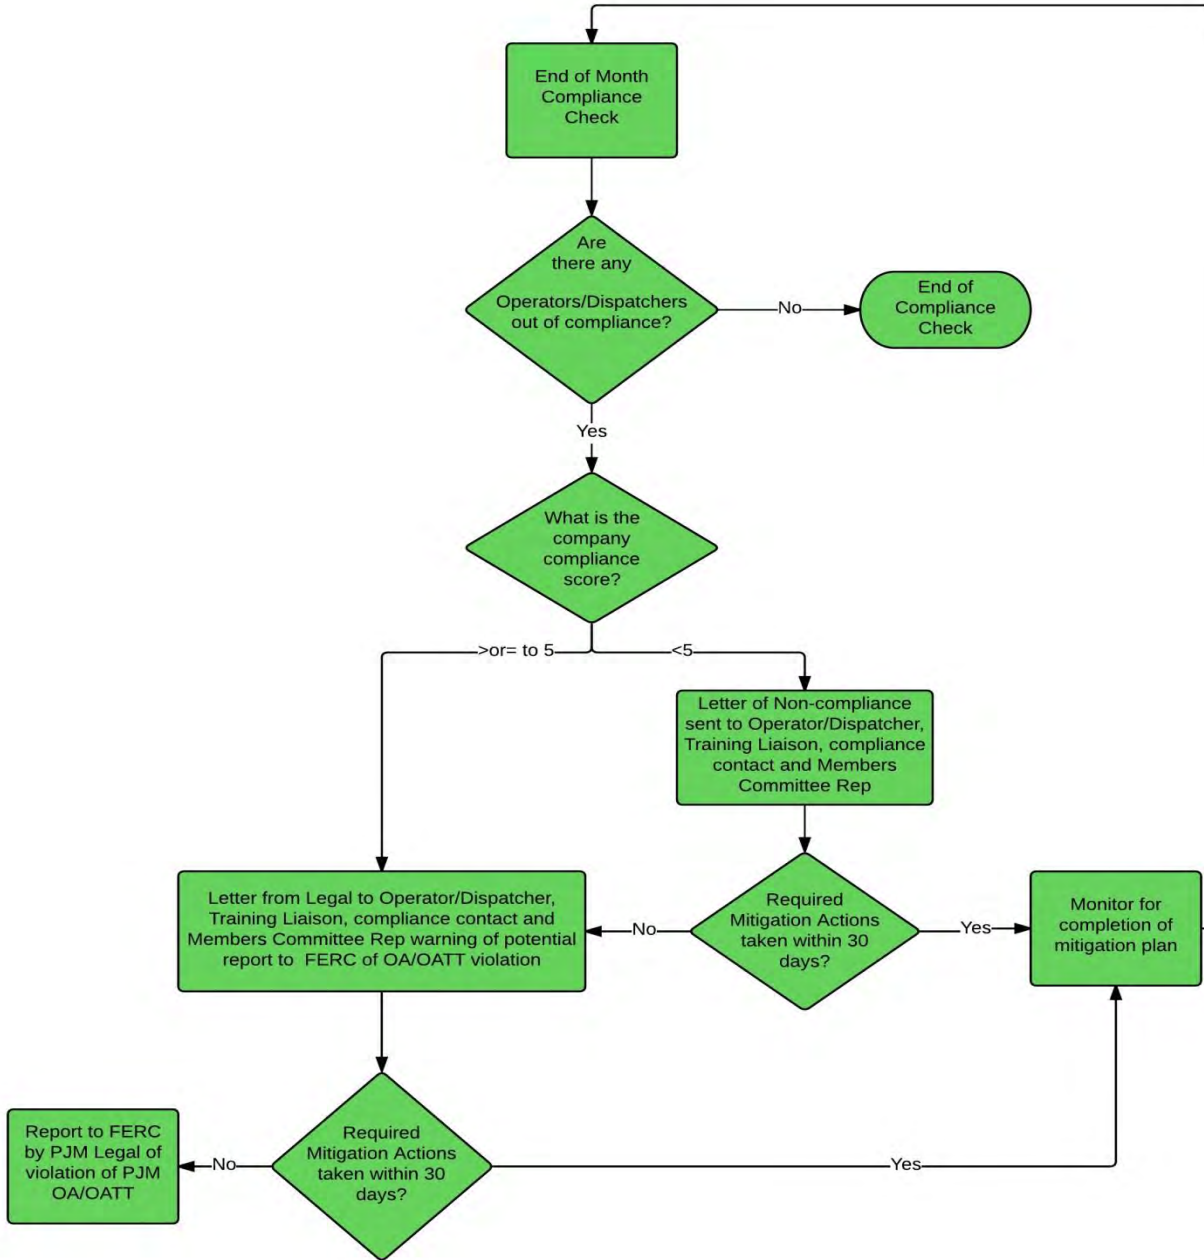 End of Month
Compliance
Check
Are
there any
Operators/Dispatchers
out of compliance?
No
End of
Compliance
Check
Yes
What is the
company
compliance
score?
>or= to 5
<5
Letter of Non-compliance
sent to Operator/Dispatcher,
Training Liaison, compliance
contact and Members
Committee Rep
Letter from Legal to Operator/Dispatcher,
Training Liaison, compliance contact and
Members Committee Rep warning of potential
report to FERC of OA/OATT violation
No
Required
Mitigation Actions
taken within 30
days?
Yes
Monitor for
completion of
mitigation plan
Report to FERC
by PJM Legal of
violation of PJM
OA/OATT
No
Required
Mitigation Actions
taken within 30
days?
Yes